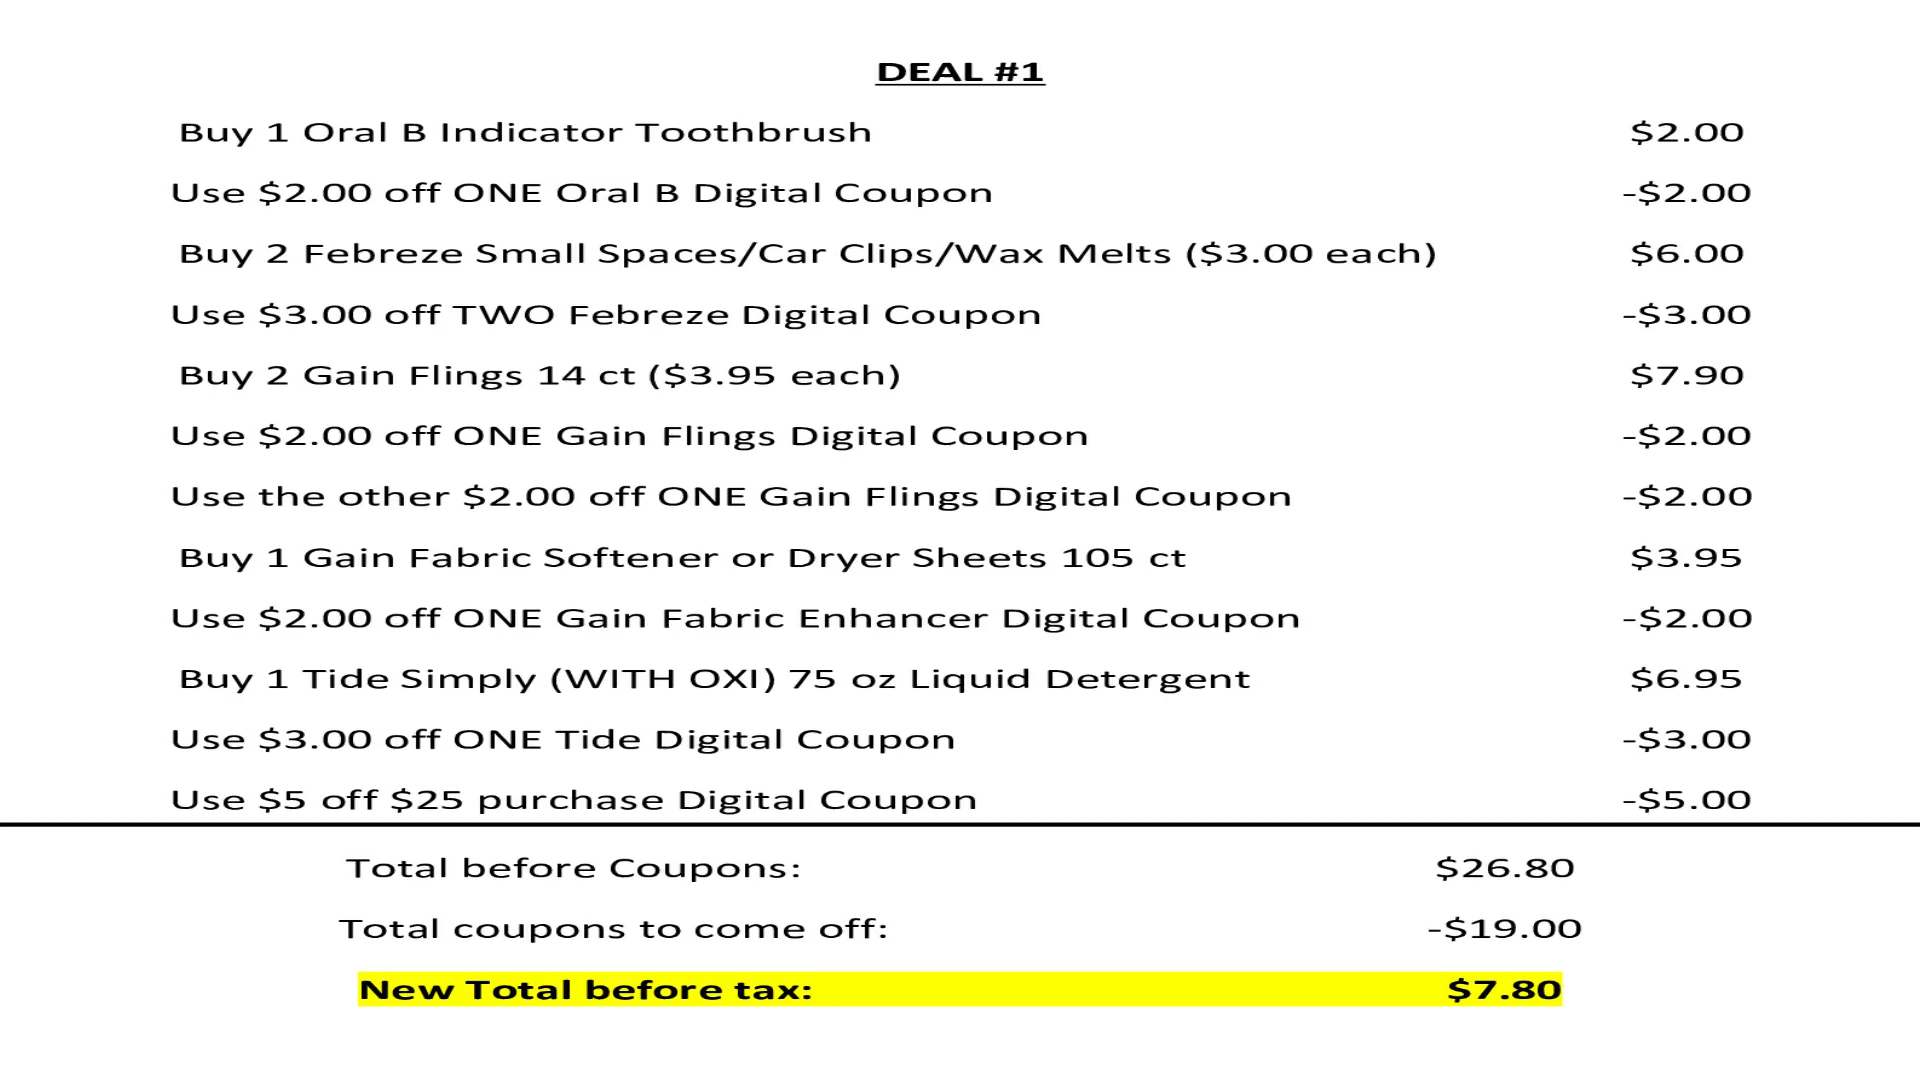 DEAL #1
Buy 1 Oral B Indicator Toothbrush $2.00
Use $2.00 off ONE Oral B Digital Coupon -$2.00
Buy 2 Febreze Small Spaces/Car Clips/Wax Melts ($3.00 each) $6.00
Use $3.00 off TWO Febreze Digital Coupon -$3.00
Buy 2 Gain Flings 14 ct ($3.95 each) $7.90
Use $2.00 off ONE Gain Flings Digital Coupon -$2.00
Use the other $2.00 off ONE Gain Flings Digital Coupon -$2.00
Buy 1 Gain Fabric Softener or Dryer Sheets 105 ct $3.95
Use $2.00 off ONE Gain Fabric Enhancer Digital Coupon -$2.00
Buy 1 Tide Simply (WITH OXI) 75 oz Liquid Detergent $6.95
Use $3.00 off ONE Tide Digital Coupon -$3.00
Use $5 off $25 purchase Digital Coupon -$5.00
Total before Coupons: $26.80
Total coupons to come off: -$19.00
New Total before tax: $7.80